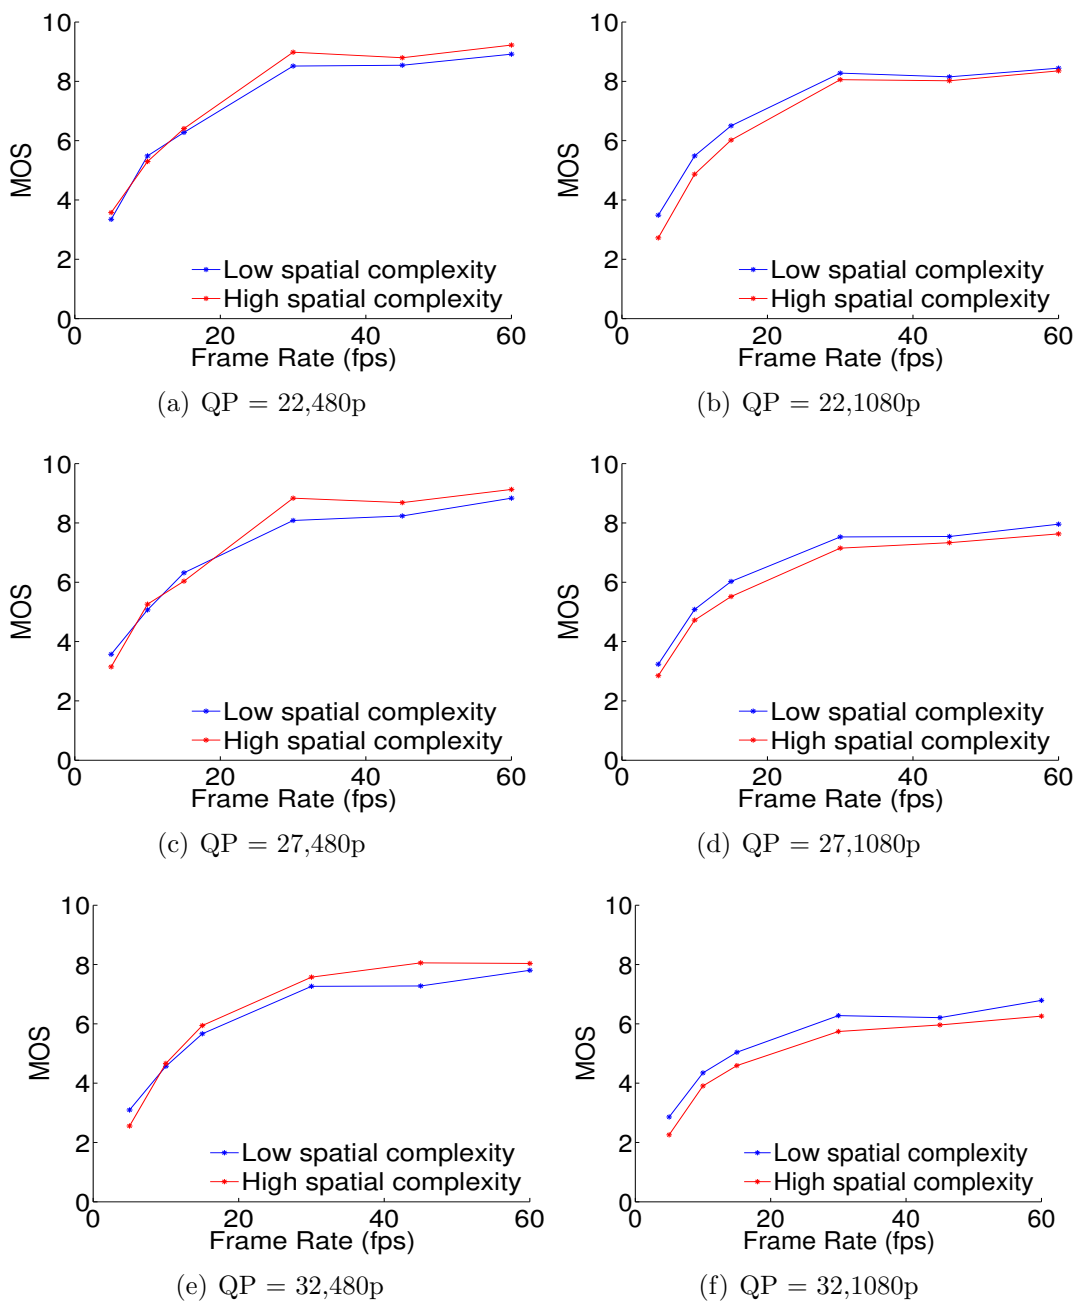 10
8
6
4
2
0
MOS
Low spatial complexity
High spatial complexity
0 20 40 60
Frame Rate (fps)
(a) QP = 22,480p
10
8
6
4
2
0
MOS
Low spatial complexity
High spatial complexity
0 20 40 60
Frame Rate (fps)
(b) QP = 22,1080p
10
8
6
4
2
0
MOS
Low spatial complexity
High spatial complexity
0 20 40 60
Frame Rate (fps)
(c) QP = 27,480p
10
8
6
4
2
0
MOS
Low spatial complexity
High spatial complexity
0 20 40 60
Frame Rate (fps)
(d) QP = 27,1080p
10
8
6
4
2
0
MOS
Low spatial complexity
High spatial complexity
0 20 40 60
Frame Rate (fps)
(e) QP = 32,480p
10
8
6
4
2
0
MOS
Low spatial complexity
High spatial complexity
0 20 40 60
Frame Rate (fps)
(f) QP = 32,1080p